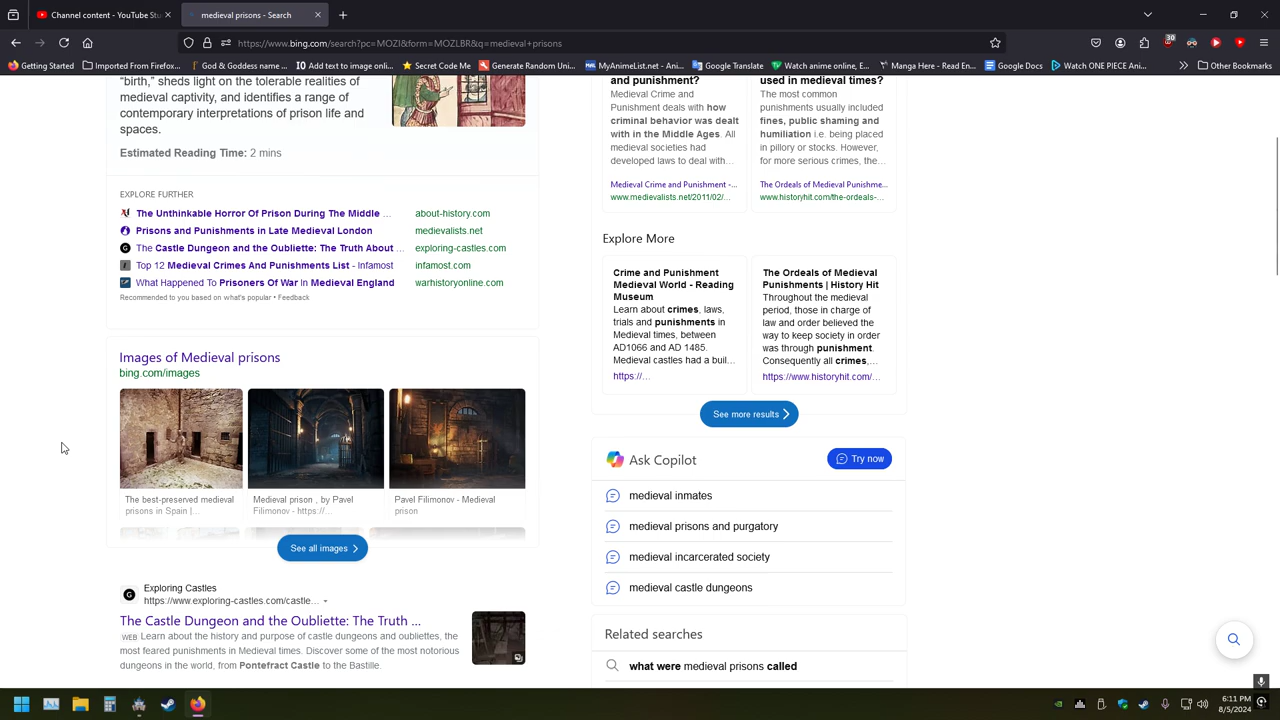 Channel content - YouTube St
medieval prisons - Search
https://www.bing.com/search?pc=MOZI&form=MOZLBR&q=medieval+prisons
30
Getting Started
Imported From Firefox...
God & Goddess name ...
Add text to image onli...
Secret Code Me
Generate Random Uni...
MyAnimeList.net - Ani...
Google Translate
Watch anime online, E...
Manga Here - Read On...
Google Docs
Watch ONE PIECE Ani...
Other Bookmarks
“birth,” sheds light on the tolerable realities of
medieval captivity, and identifies a range of
contemporary interpretations of prison life and
spaces.
Estimated Reading Time: 2 mins
EXPLORE FURTHER
The Unthinkable Horror Of Prison During The Middle ... about-history.com
Prisons and Punishments in Late Medieval London medievalists.net
The Castle Dungeon and the Oubliette: The Truth About ... exploring-castles.com
Top 12 Medieval Crimes And Punishments List - Infamost infamost.com
What Happened To Prisoners Of War In Medieval England warhistoryonline.com
Recommended to you based on what's popular • Feedback
Images of Medieval prisons
bing.com/images
The best-preserved medieval
prisons in Spain |...
Medieval prison , by Pavel
Filimonov - https://...
Pavel Filimonov - Medieval
prison
See all images
Exploring Castles
https://www.exploring-castles.com/castle...
The Castle Dungeon and the Oubliette: The Truth ...
WEB Learn about the history and purpose of castle dungeons and oubliettes, the
most feared punishments in Medieval times. Discover some of the most notorious
dungeons in the world, from Pontefract Castle to the Bastille.
and punishment?
Medieval Crime and
Punishment deals with how
criminal behavior was dealt
with in the Middle Ages. All
medieval societies had
developed laws to deal with...
Medieval Crime and Punishment -...
www.medievalists.net/2011/02/...
used in medieval times?
The most common
punishments usually included
fines, public shaming and
humiliation i.e. being placed
in pillory or stocks. However,
for more serious crimes, the...
The Ordeals of Medieval Punishme...
www.historyhit.com/the-ordeals-...
Explore More
Crime and Punishment
Medieval World - Reading
Museum
Learn about crimes, laws,
trials and punishments in
Medieval times, between
AD1066 and AD 1485.
Medieval castles had a buil...
https://...
The Ordeals of Medieval
Punishments | History Hit
Throughout the medieval
period, those in charge of
law and order believed the
way to keep society in order
was through punishment.
Consequently all crimes,...
https://www.historyhit.com/...
See more results
Ask Copilot
Try now
medieval inmates
medieval prisons and purgatory
medieval incarcerated society
medieval castle dungeons
Related searches
what were medieval prisons called
6:11 PM
8/5/2024